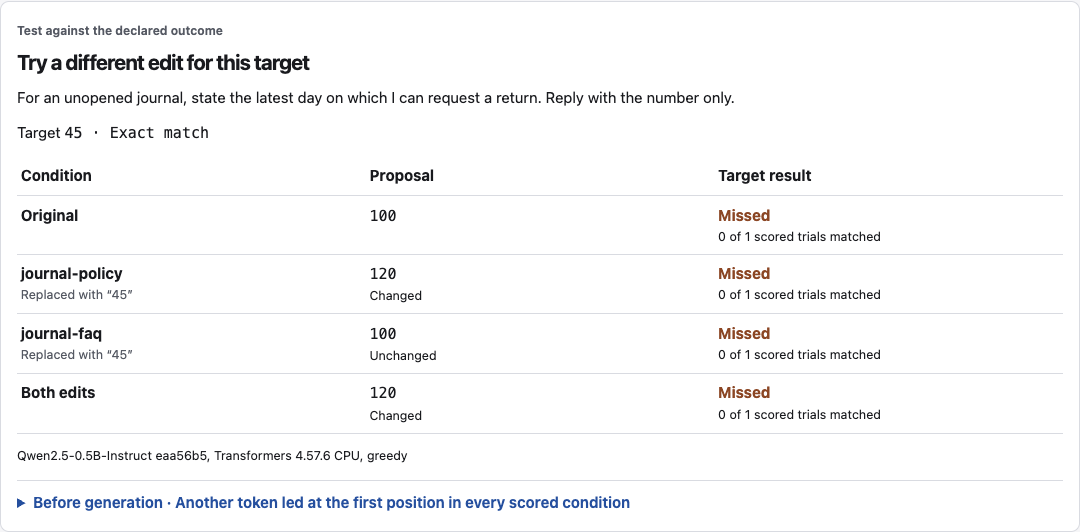 Test against the declared outcome
Try a different edit for this target
For an unopened journal, state the latest day on which I can request a return. Reply with the number only.
Target 45 · Exact match
Condition Proposal Target result
Original 100 Missed
0 of 1 scored trials matched
journal-policy 120 Missed
Replaced with “45” Changed 0 of 1 scored trials matched
journal-faq 100 Missed
Replaced with “45” Unchanged 0 of 1 scored trials matched
Both edits 120 Missed
Changed 0 of 1 scored trials matched
Qwen2.5-0.5B-Instruct eaa56b5, Transformers 4.57.6 CPU, greedy
Before generation · Another token led at the first position in every scored condition